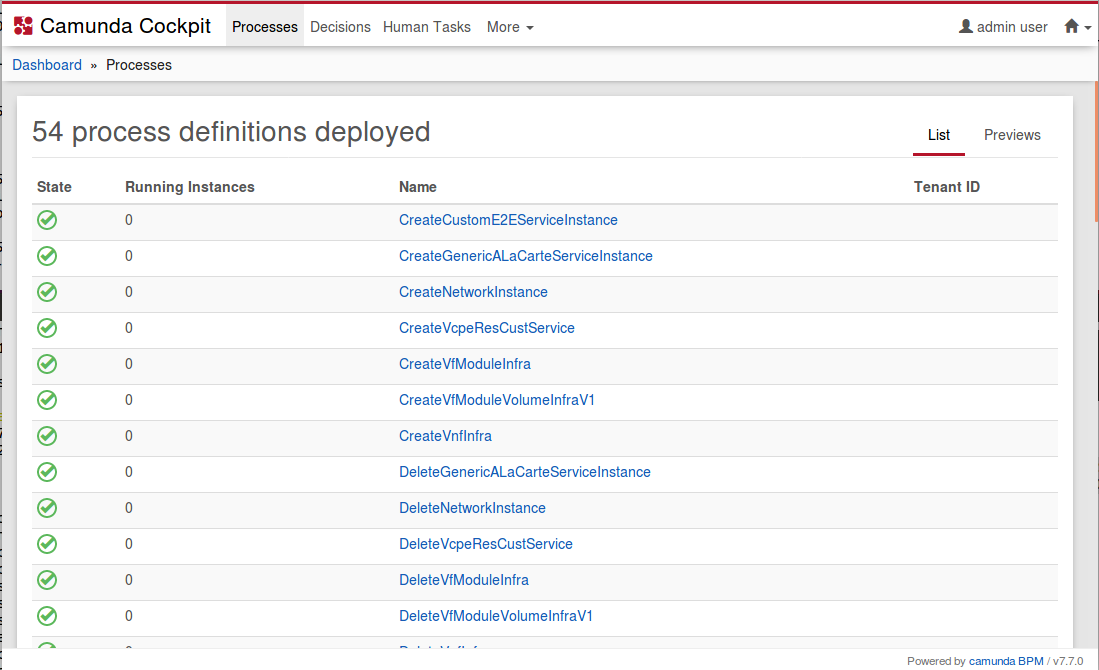 Camunda Cockpit Processes Decisions Human Tasks More admin user
Dashboard » Processes
54 process definitions deployed List Previews
State Running Instances Name Tenant ID
0 CreateCustomE2EServiceInstance
0 CreateGenericALaCarteServiceInstance
0 CreateNetworkInstance
0 CreateVcpeResCustService
0 CreateVfModuleInfra
0 CreateVfModuleVolumeInfraV1
0 CreateVnfInfra
0 DeleteGenericALaCarteServiceInstance
0 DeleteNetworkInstance
0 DeleteVcpeResCustService
0 DeleteVfModuleInfra
0 DeleteVfModuleVolumeInfraV1
Powered by camunda BPM / v7.7.0